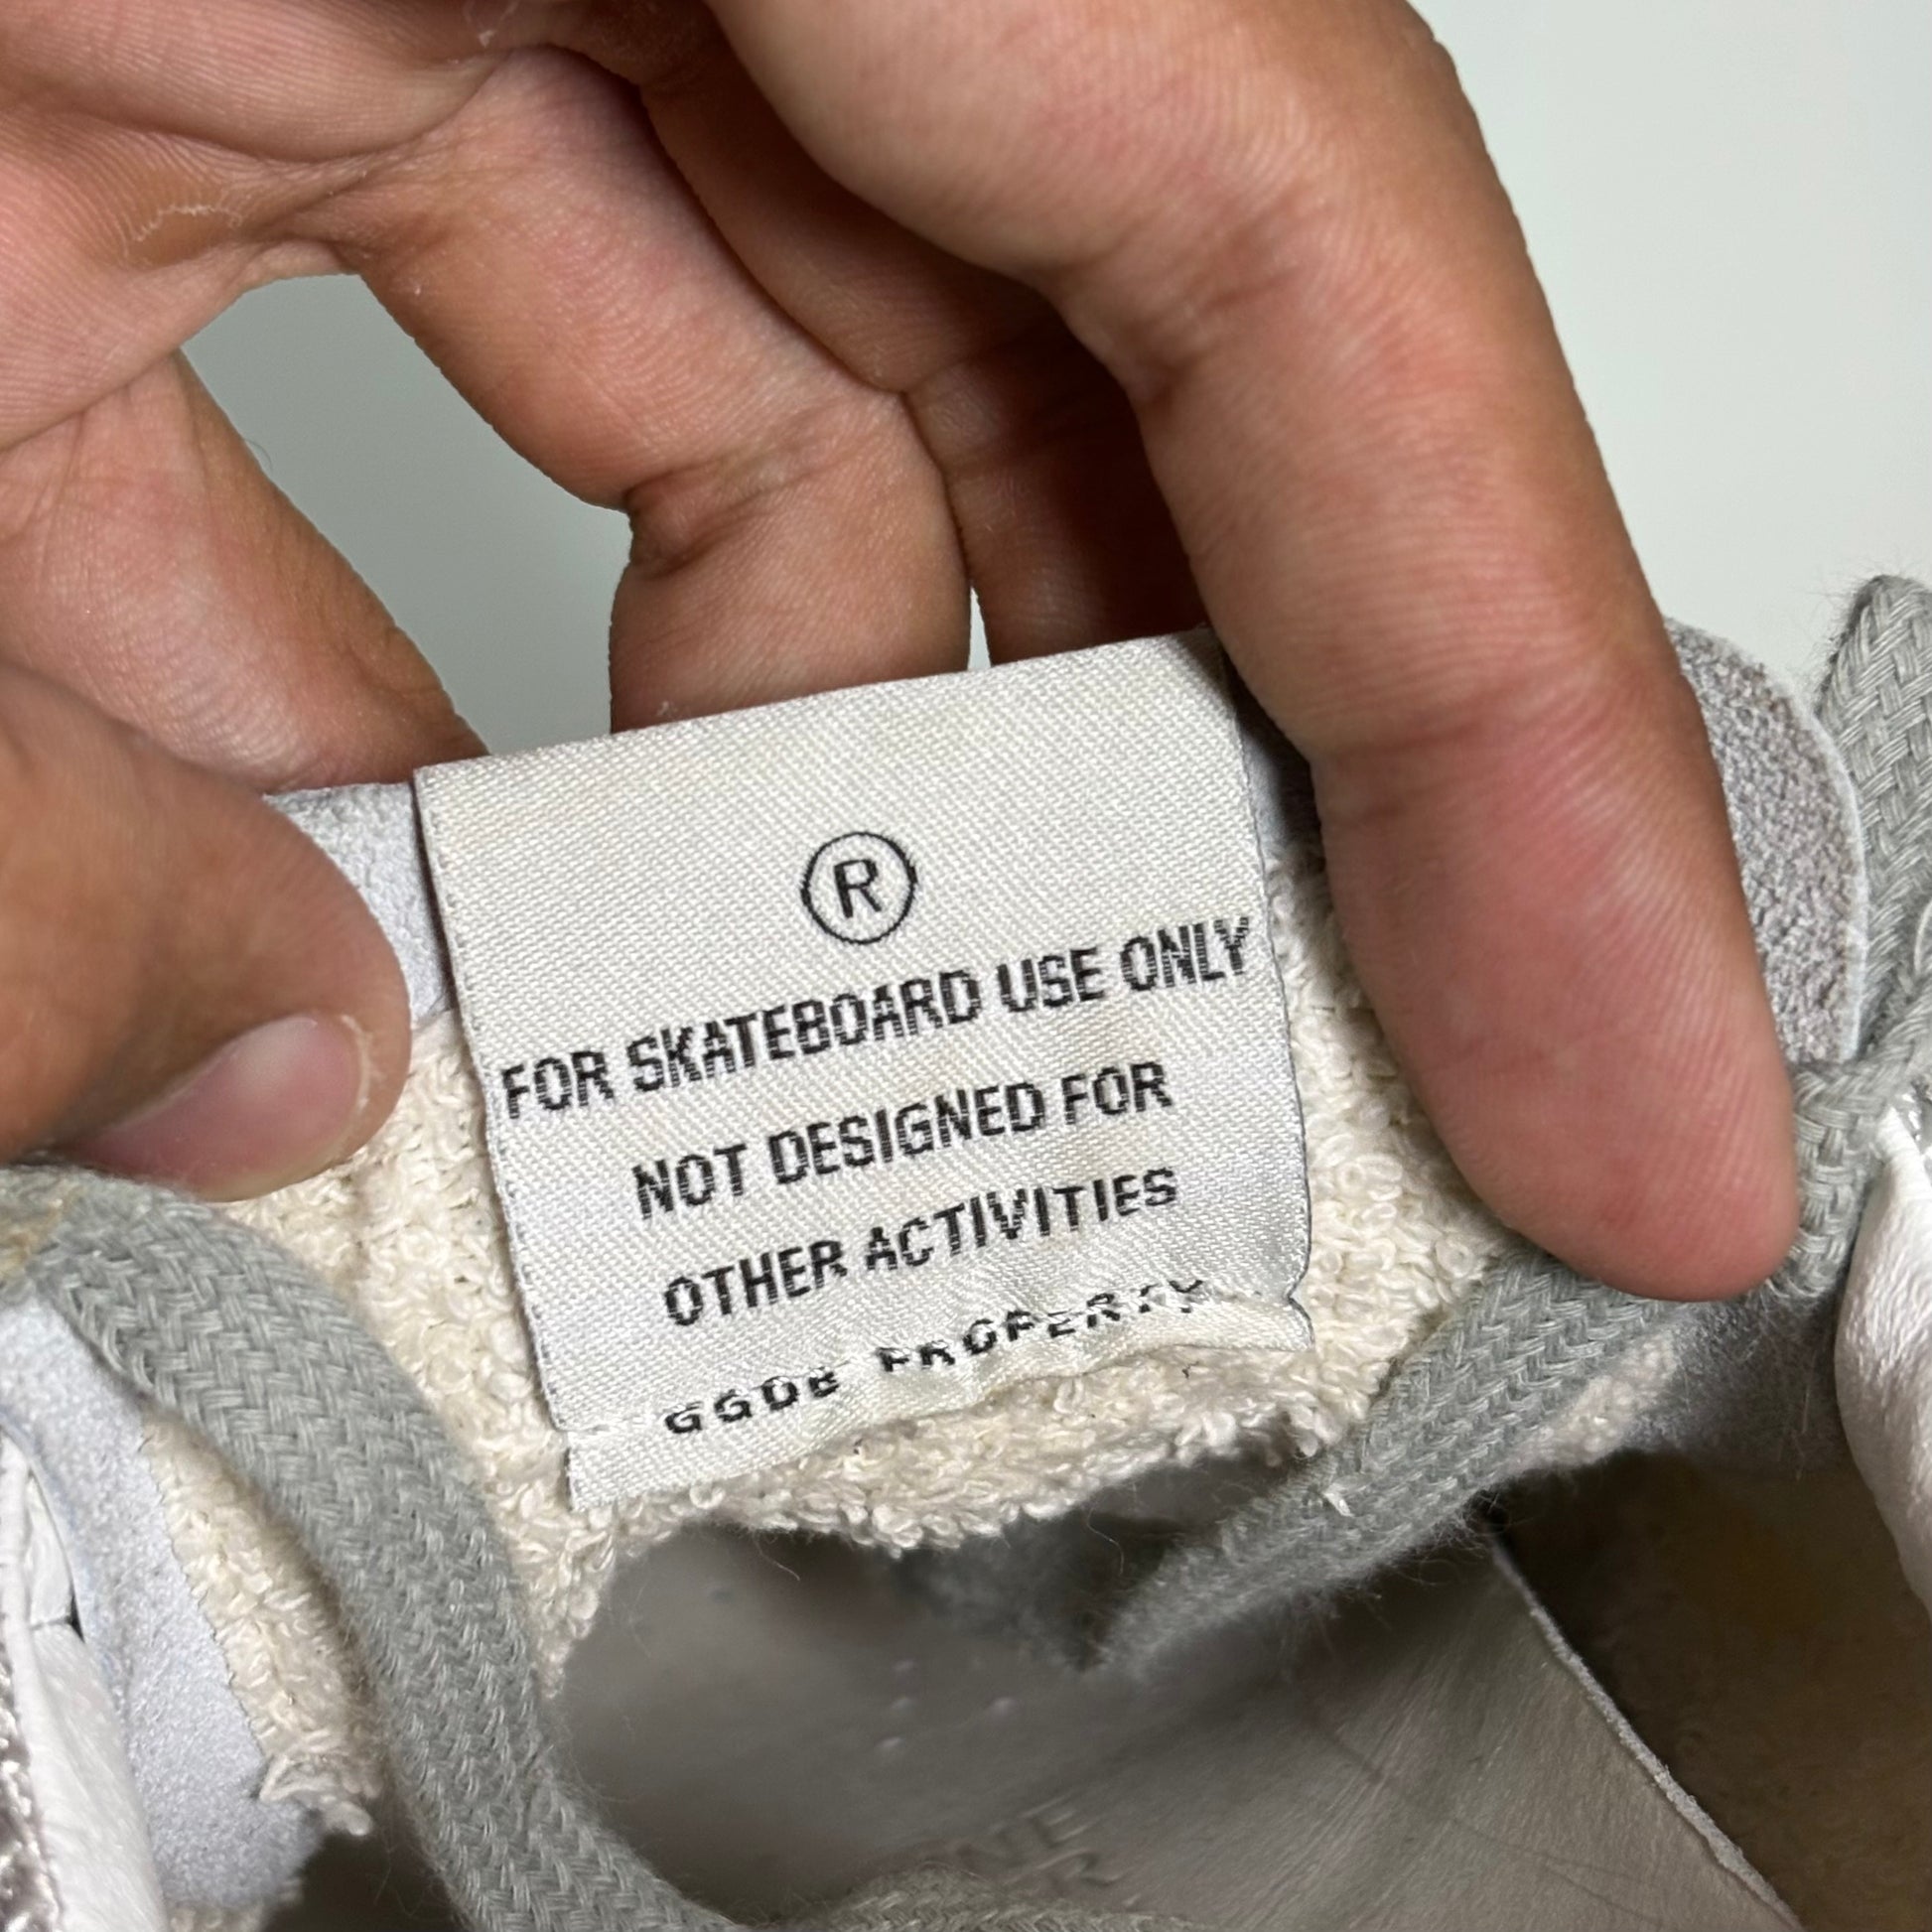 ®
FOR SKATEBOARD USE ONLY
NOT DESIGNED FOR
OTHER ACTIVITIES
GGDB PROPERTY